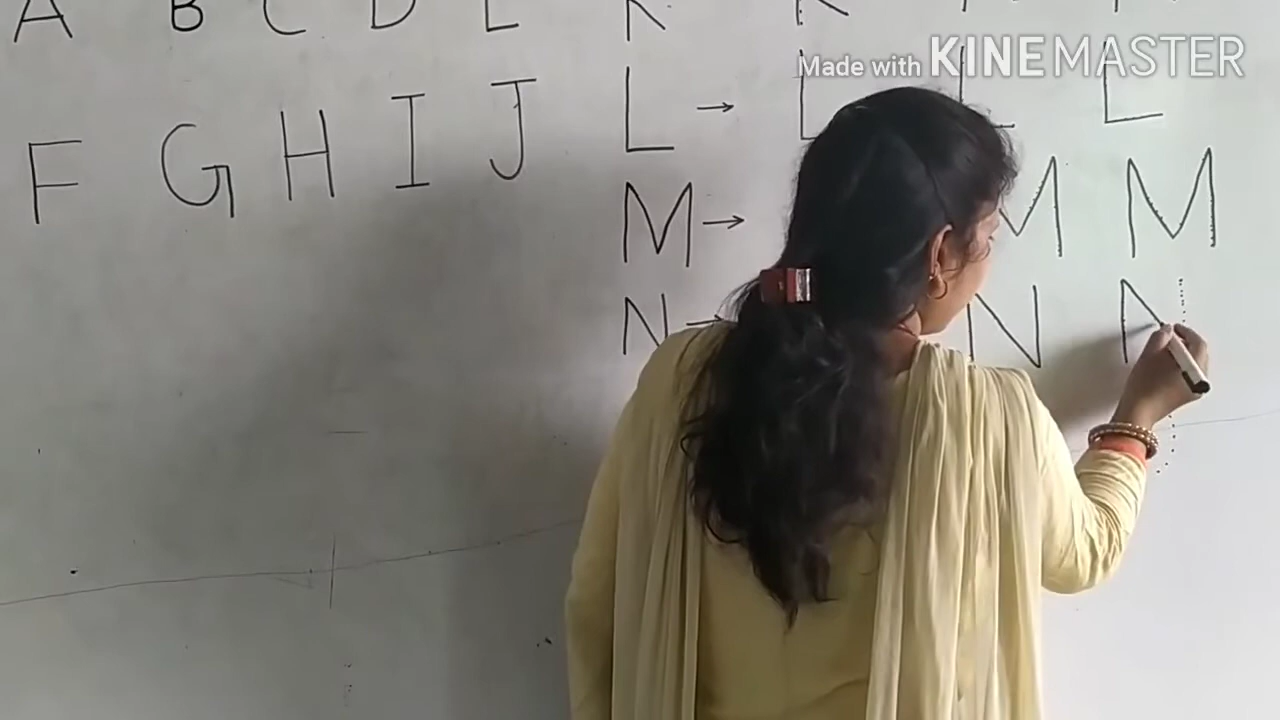 A B C D E K K
Made with KINEMASTER
F G H I J L → L L L
M → M M
N → N N